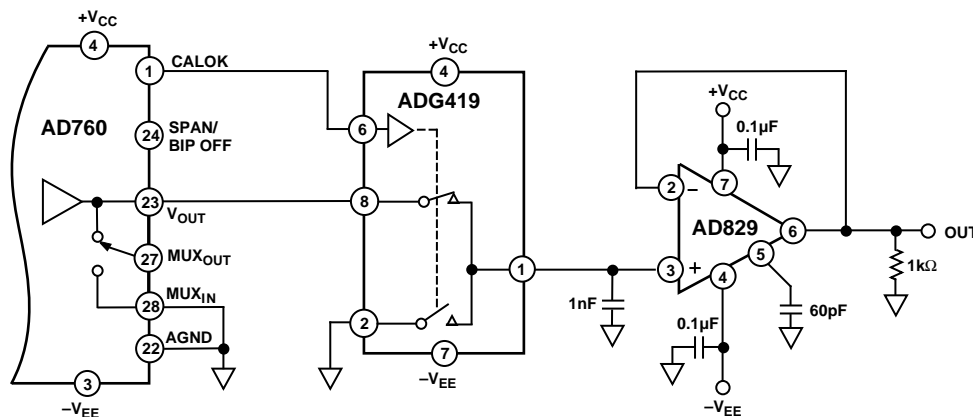 +VCC
4
1
CALOK
AD760
24
SPAN/
BIP OFF
23
VOUT
27
MUXOUT
28
MUXIN
22
AGND
3
–VEE
+VCC
4
ADG419
6
8
1
2
7
–VEE
1nF
+VCC
0.1µF
7
2
–
AD829
6
OUT
3
+
5
4
1kΩ
60pF
0.1µF
–VEE